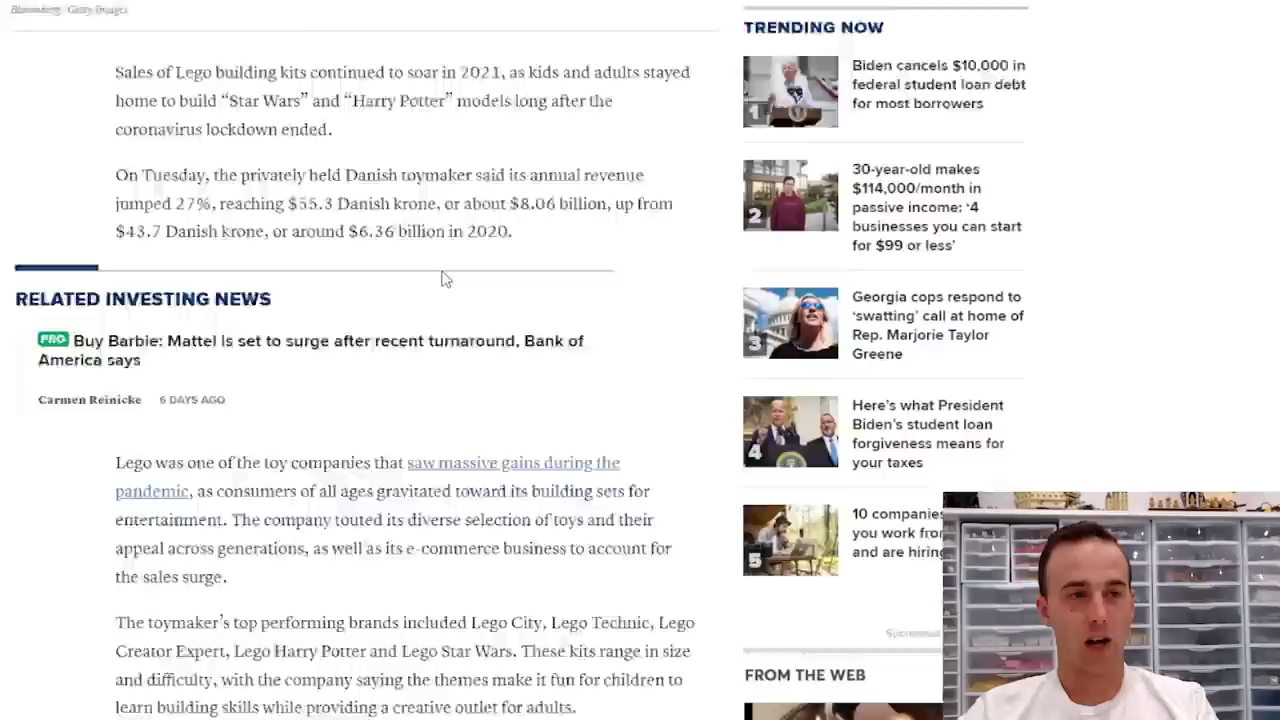 Bloomberg Getty Images
Sales of Lego building kits continued to soar in 2021, as kids and adults stayed
home to build “Star Wars” and “Harry Potter” models long after the
coronavirus lockdown ended.
On Tuesday, the privately held Danish toymaker said its annual revenue
jumped 27%, reaching $55.3 Danish krone, or about $8.06 billion, up from
$43.7 Danish krone, or around $6.36 billion in 2020.
RELATED INVESTING NEWS
PRO Buy Barbie: Mattel is set to surge after recent turnaround, Bank of
America says
Carmen Reinicke 6 DAYS AGO
Lego was one of the toy companies that saw massive gains during the
pandemic, as consumers of all ages gravitated toward its building sets for
entertainment. The company touted its diverse selection of toys and their
appeal across generations, as well as its e-commerce business to account for
the sales surge.
The toymaker’s top performing brands included Lego City, Lego Technic, Lego
Creator Expert, Lego Harry Potter and Lego Star Wars. These kits range in size
and difficulty, with the company saying the themes make it fun for children to
learn building skills while providing a creative outlet for adults.
TRENDING NOW
1
Biden cancels $10,000 in
federal student loan debt
for most borrowers
2
30-year-old makes
$114,000/month in
passive income: ‘4
businesses you can start
for $99 or less’
3
Georgia cops respond to
‘swatting’ call at home of
Rep. Marjorie Taylor
Greene
4
Here’s what President
Biden’s student loan
forgiveness means for
your taxes
5
10 companies
you work from
and are hiring
Sponsored
FROM THE WEB